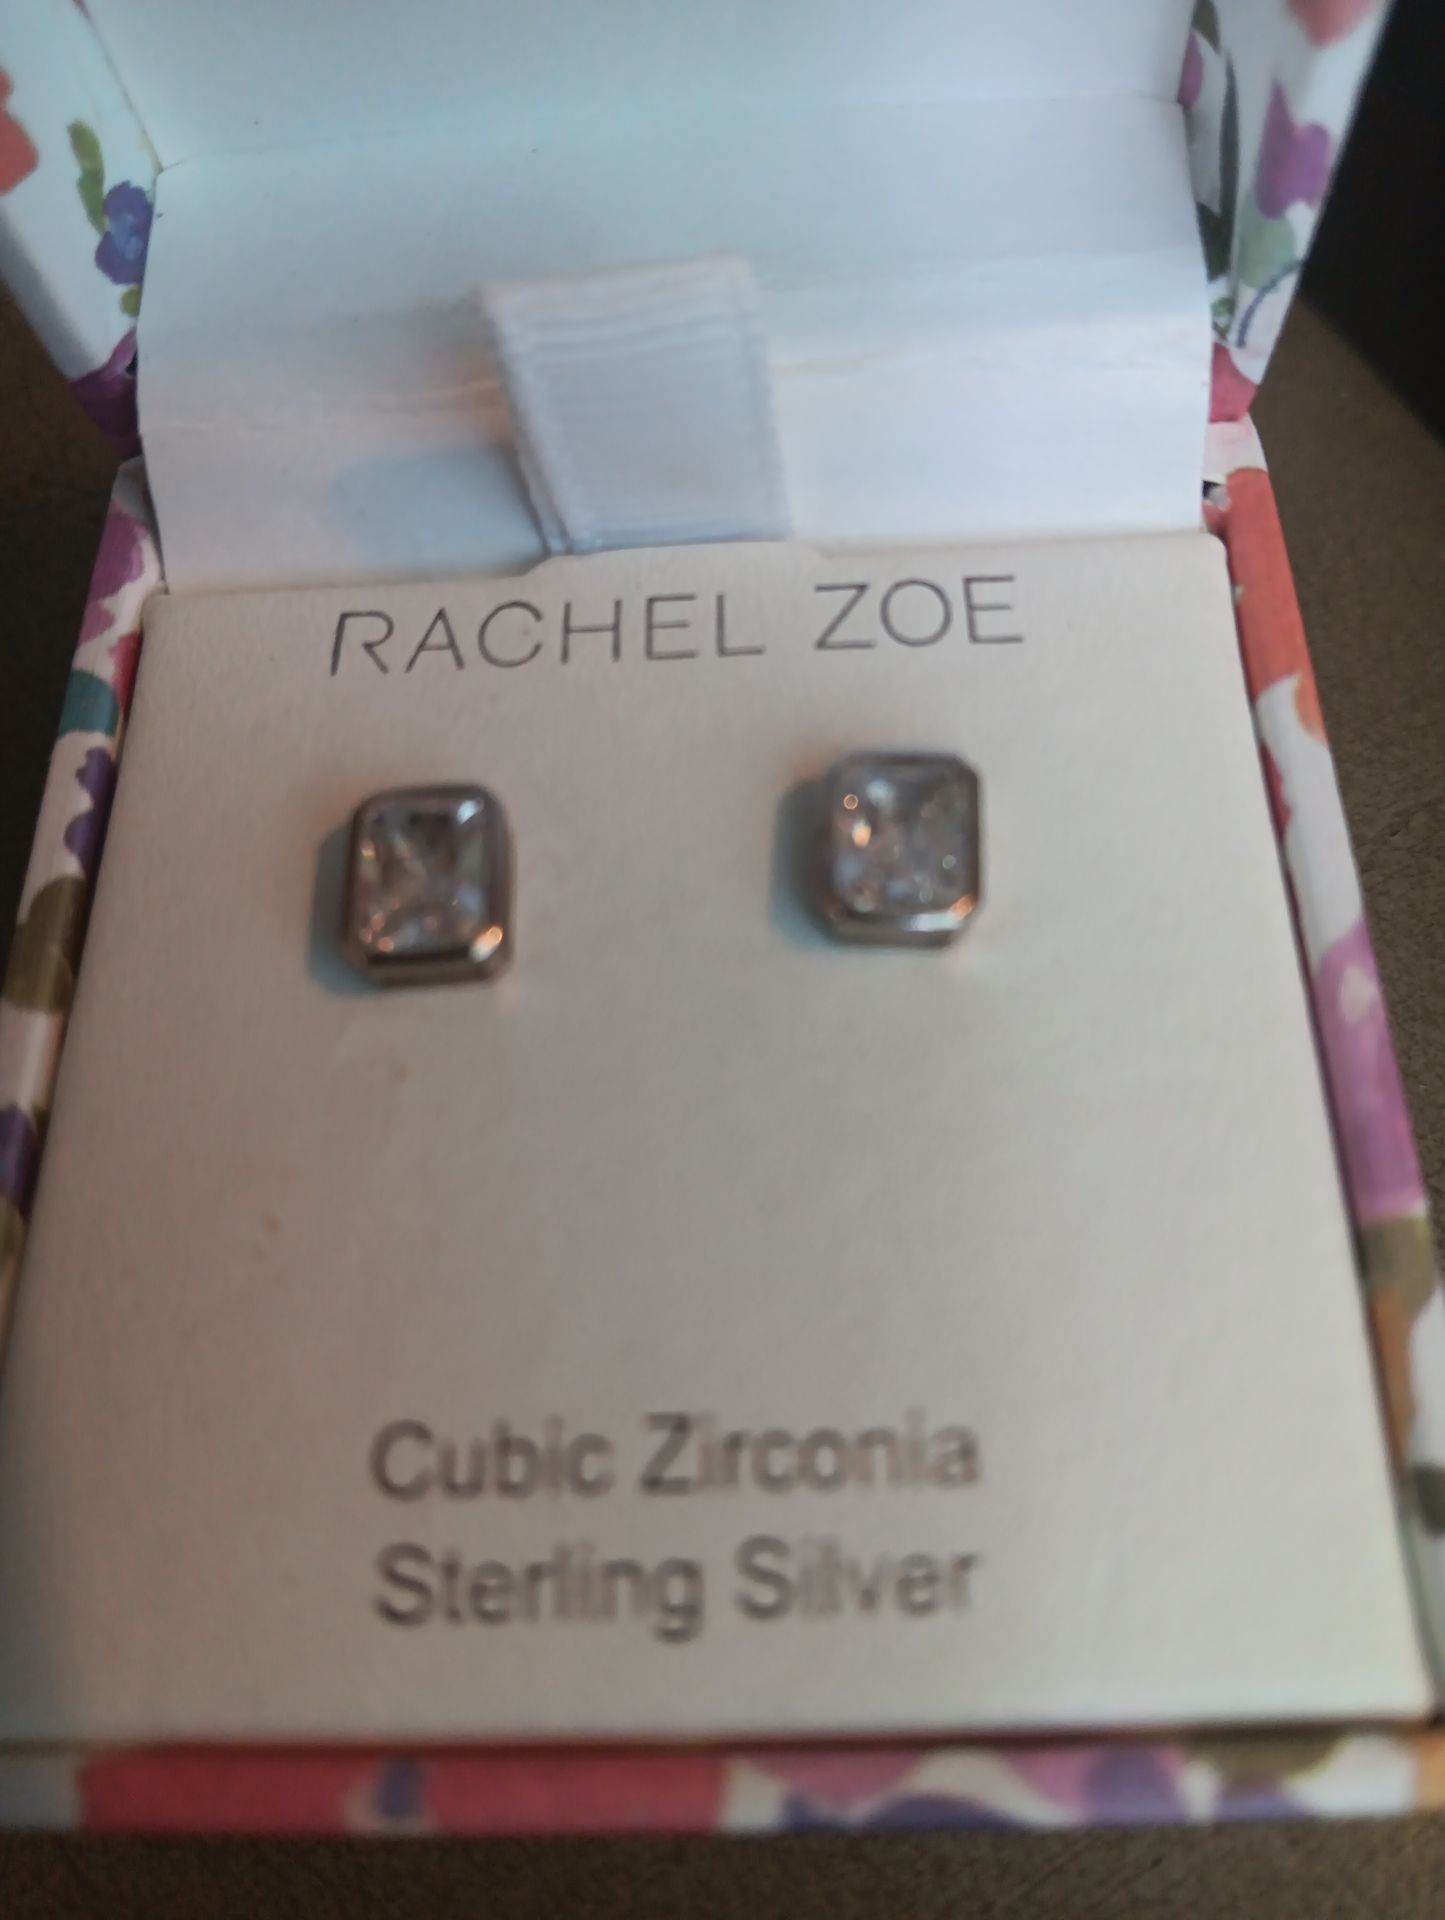 RACHEL ZOE
Cubic Zirconia
Sterling Silver